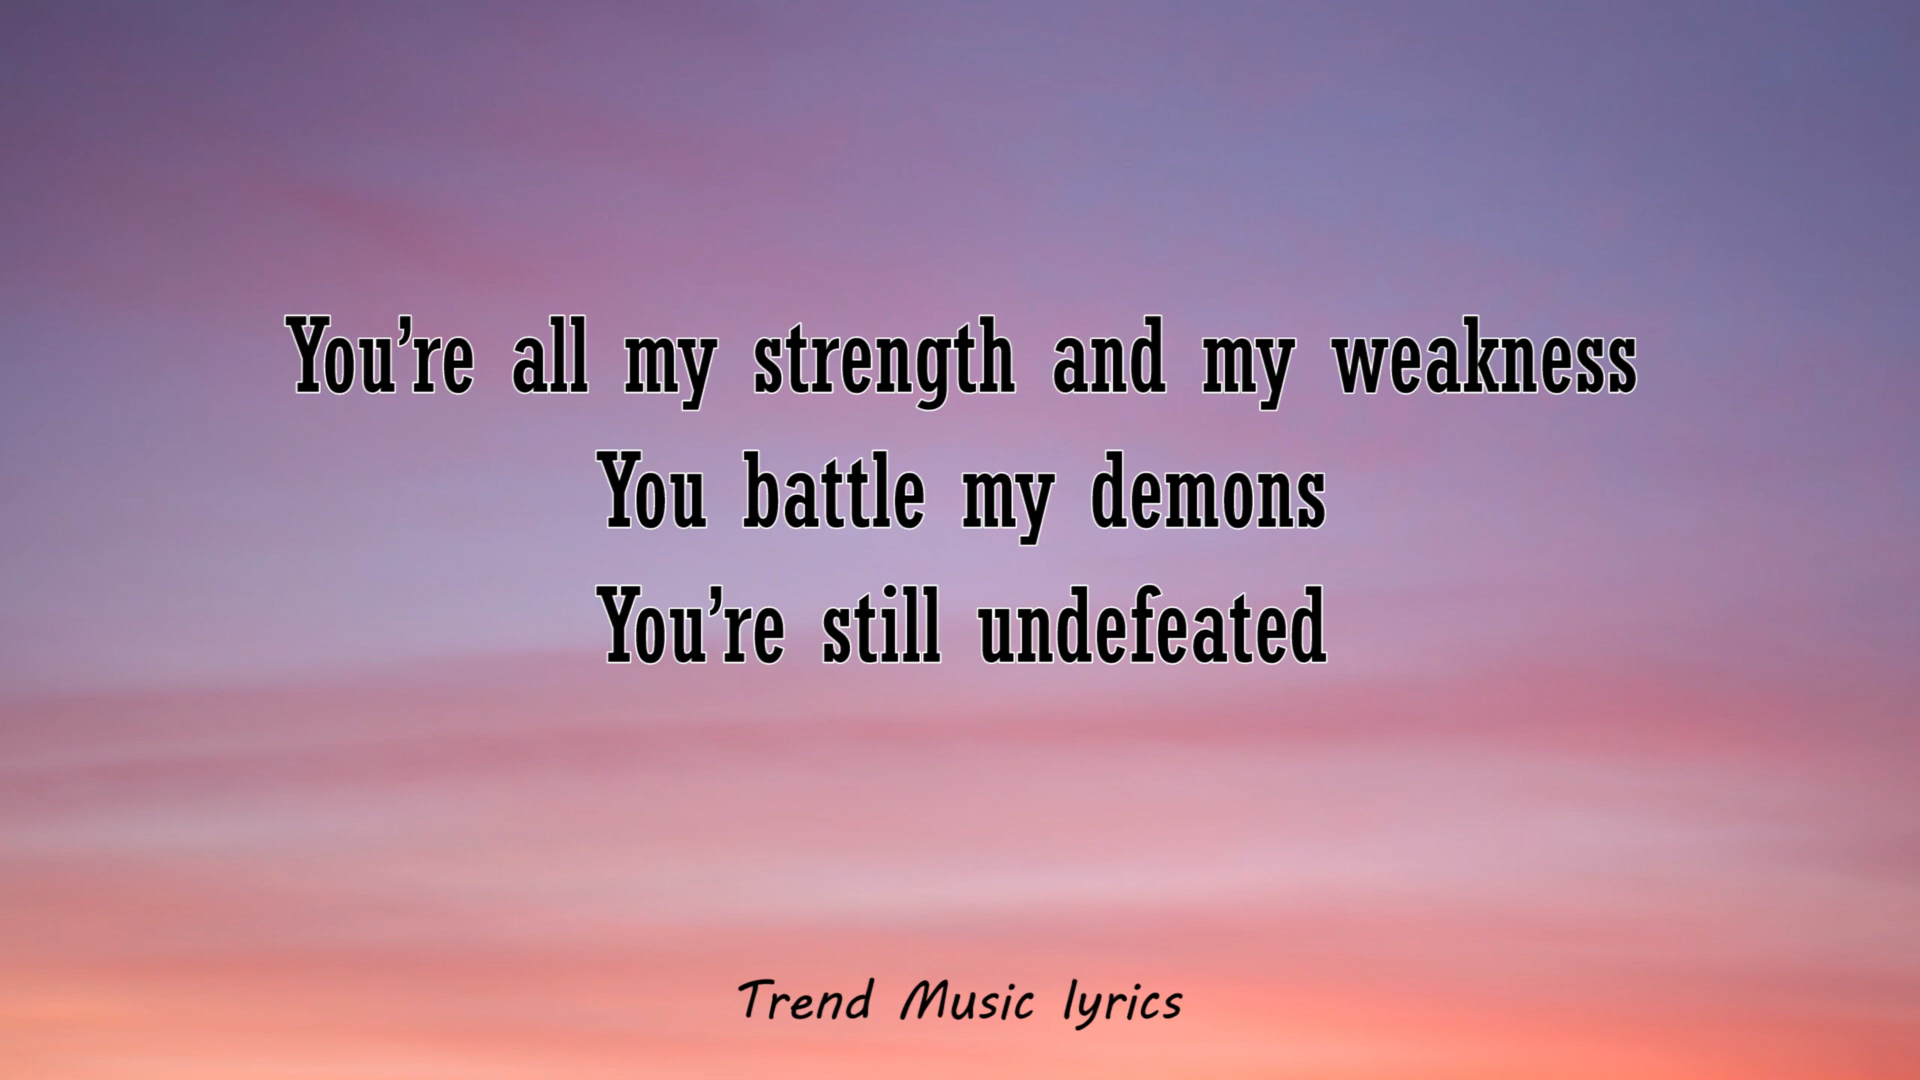 You’re all my strength and my weakness
You battle my demons
You’re still undefeated
Trend Music lyrics